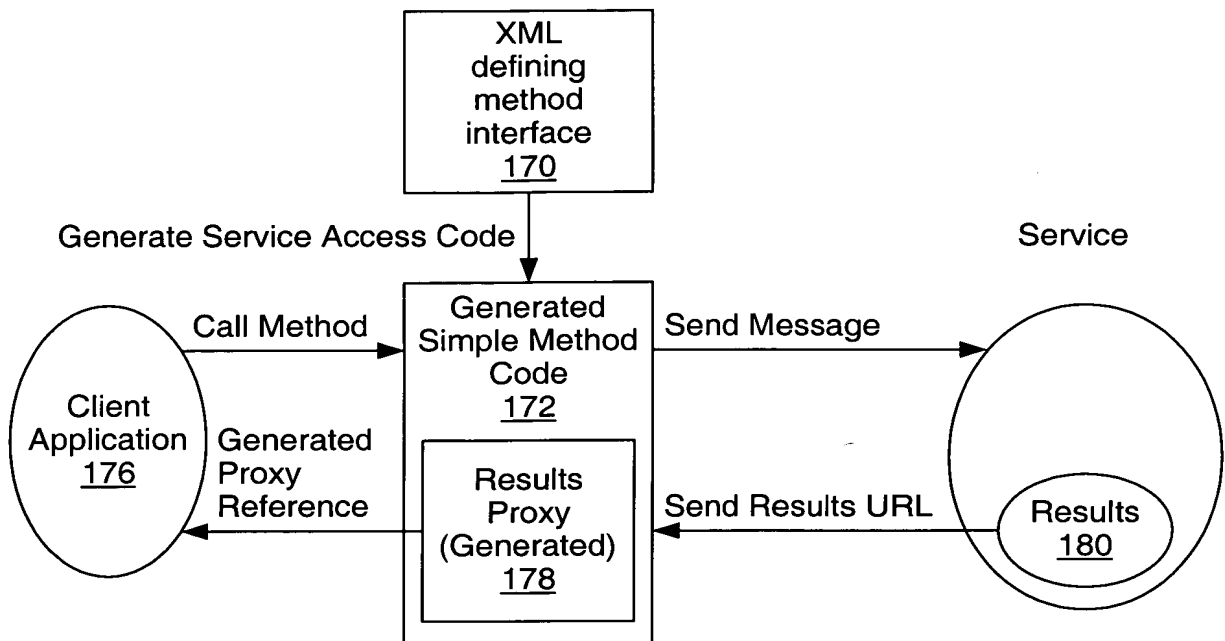 XML
defining
method
interface
170
Generate Service Access Code
Service
Call Method
Generated
Simple Method
Code
172
Send Message
Client
Application
176
Generated
Proxy
Reference
Results
Proxy
(Generated)
178
Send Results URL
Results
180